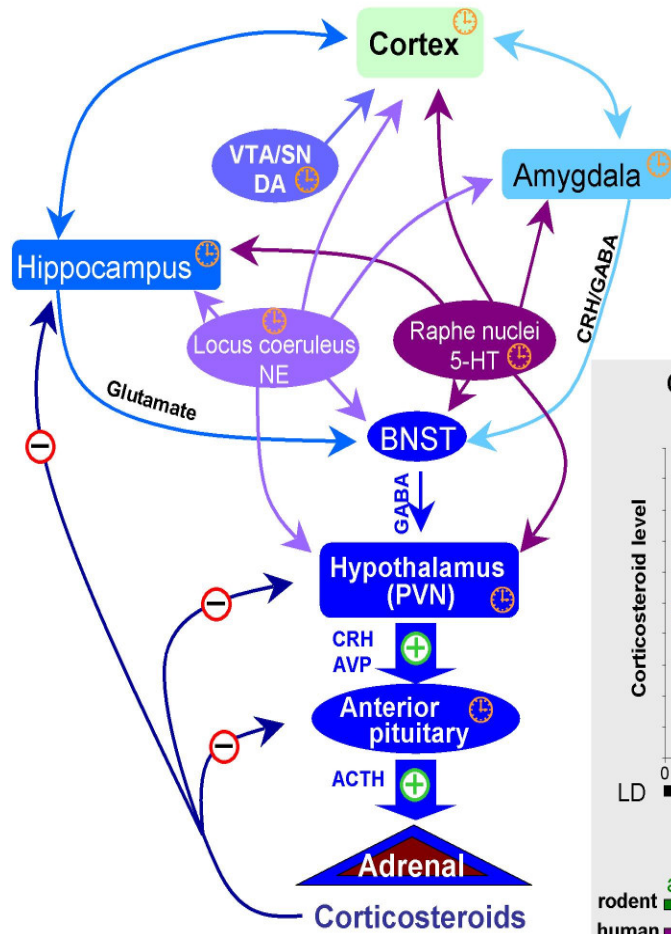 Cortex
VTA/SN
DA
Amygdala
Hippocampus
CRH/GABA
Locus coeruleus
NE
Raphe nuclei
5-HT
Glutamate
BNST
GABA
Hypothalamus
(PVN)
CRH
AVP
Anterior
pituitary
ACTH
Adrenal
Corticosteroids
Corticosteroid level
0
LD
rodent
human